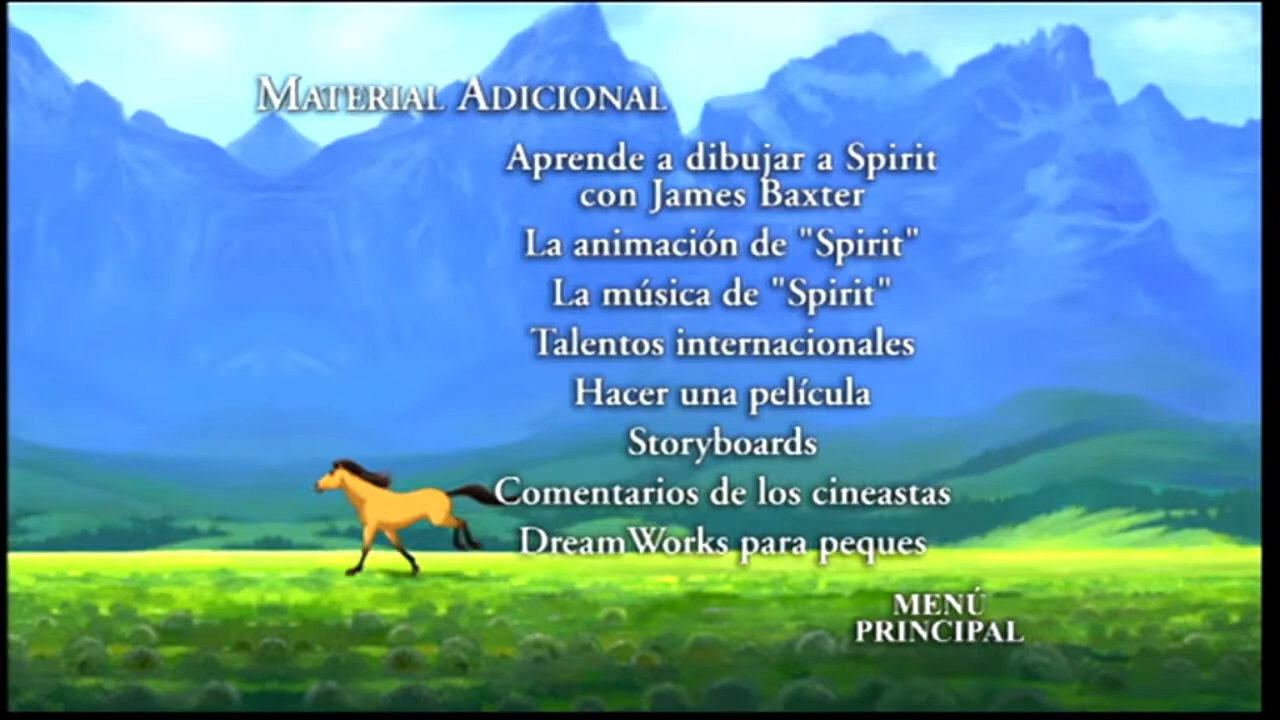 MATERIAL ADICIONAL
Aprende a dibujar a Spirit
con James Baxter
La animación de "Spirit"
La música de "Spirit"
Talentos internacionales
Hacer una película
Storyboards
Comentarios de los cineastas
DreamWorks para peques
MENÚ
PRINCIPAL